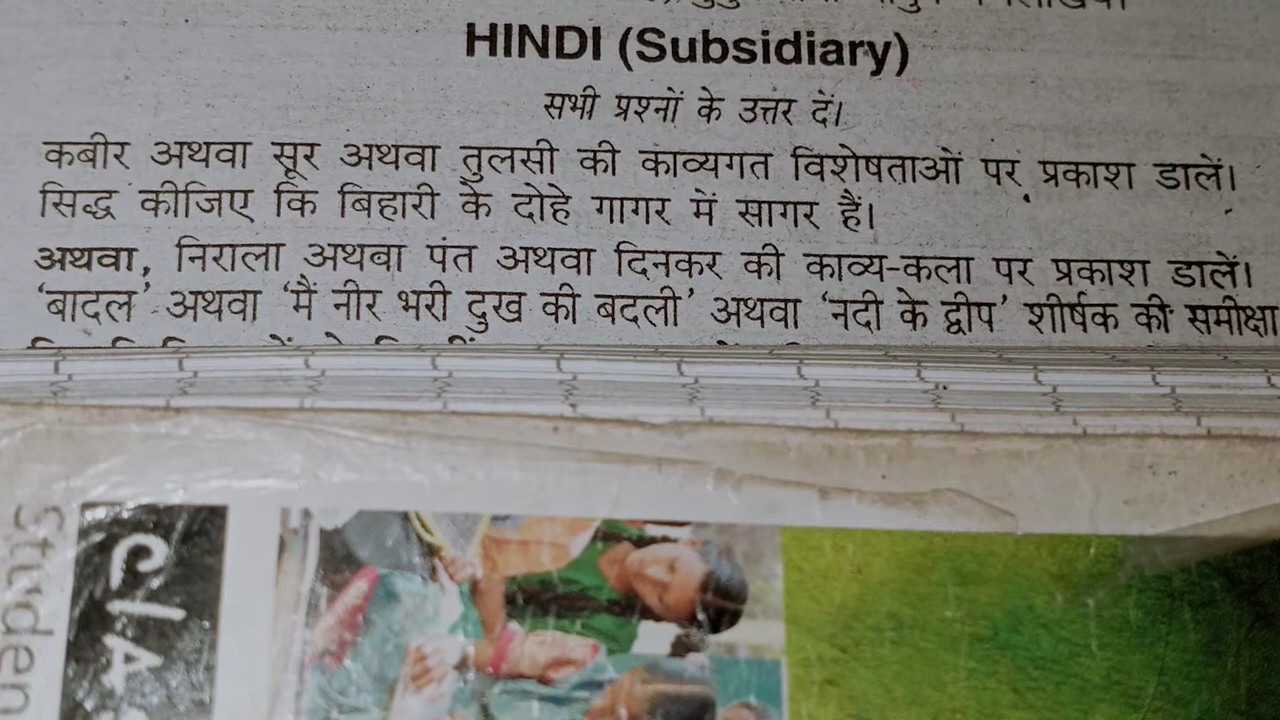 HINDI (Subsidiary)
सभी प्रश्नों के उत्तर दें।
कबीर अथवा सूर अथवा तुलसी की काव्यगत विशेषताओं पर प्रकाश डालें।
सिद्ध कीजिए कि बिहारी के दोहे गागर में सागर हैं।
अथवा, निराला अथवा पंत अथवा दिनकर की काव्य-कला पर प्रकाश डालें।
‘बादल’ अथवा ‘मैं नीर भरी दुख की बदली’ अथवा ‘नदी के द्वीप’ शीर्षक की समीक्षा
Studen